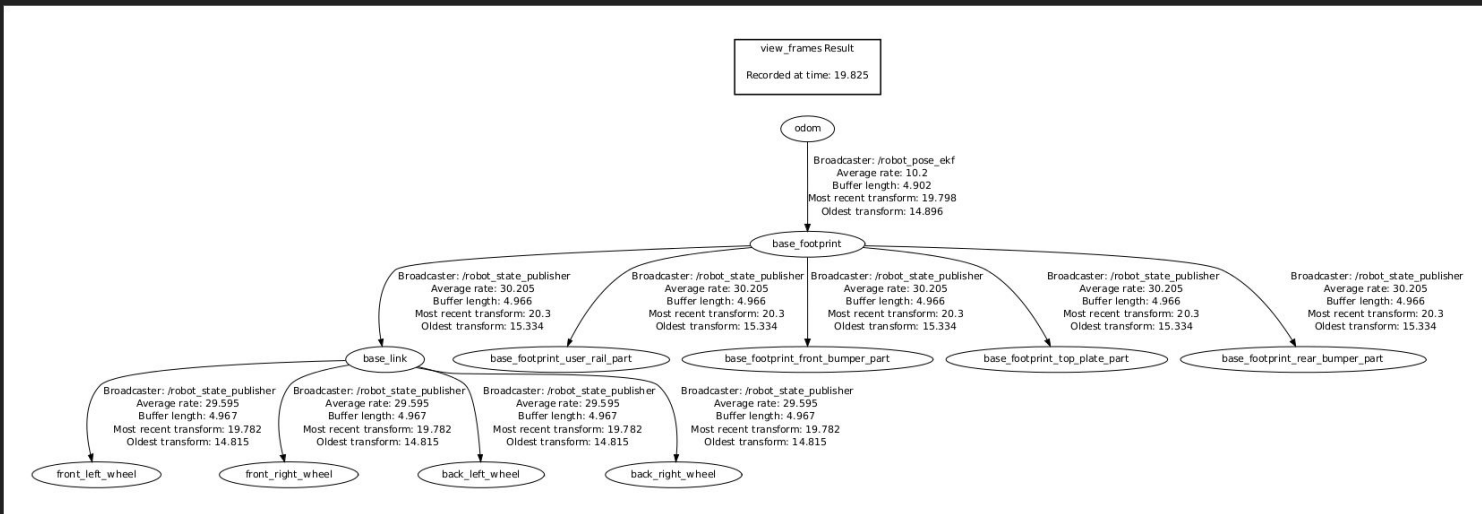 view_frames Result
Recorded at time: 19.825
odom
Broadcaster: /robot_pose_ekf
Average rate: 10.2
Buffer length: 4.902
Most recent transform: 19.798
Oldest transform: 14.896
base_footprint
Broadcaster: /robot_state_publisher
Average rate: 30.205
Buffer length: 4.966
Most recent transform: 20.3
Oldest transform: 15.334
Broadcaster: /robot_state_publisher
Average rate: 30.205
Buffer length: 4.966
Most recent transform: 20.3
Oldest transform: 15.334
Broadcaster: /robot_state_publisher
Average rate: 30.205
Buffer length: 4.966
Most recent transform: 20.3
Oldest transform: 15.334
Broadcaster: /robot_state_publisher
Average rate: 30.205
Buffer length: 4.966
Most recent transform: 20.3
Oldest transform: 15.334
Broadcaster: /robot_state_publisher
Average rate: 30.205
Buffer length: 4.966
Most recent transform: 20.3
Oldest transform: 15.334
base_link
base_footprint_user_rail_part
base_footprint_front_bumper_part
base_footprint_top_plate_part
base_footprint_rear_bumper_part
Broadcaster: /robot_state_publisher
Average rate: 29.595
Buffer length: 4.967
Most recent transform: 19.782
Oldest transform: 14.815
Broadcaster: /robot_state_publisher
Average rate: 29.595
Buffer length: 4.967
Most recent transform: 19.782
Oldest transform: 14.815
Broadcaster: /robot_state_publisher
Average rate: 29.595
Buffer length: 4.967
Most recent transform: 19.782
Oldest transform: 14.815
Broadcaster: /robot_state_publisher
Average rate: 29.595
Buffer length: 4.967
Most recent transform: 19.782
Oldest transform: 14.815
front_left_wheel
front_right_wheel
back_left_wheel
back_right_wheel